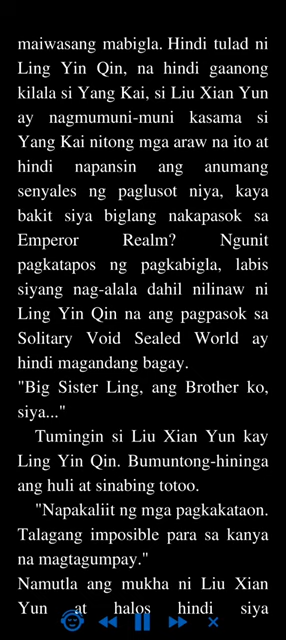 maiwasang mabigla. Hindi tulad ni
Ling Yin Qin, na hindi gaanong
kilala si Yang Kai, si Liu Xian Yun
ay nagmumuni-muni kasama si
Yang Kai nitong mga araw na ito at
hindi napansin ang anumang
senyales ng paglusot niya, kaya
bakit siya biglang nakapasok sa
Emperor Realm? Ngunit
pagkatapos ng pagkabigla, labis
siyang nag-alala dahil nilinaw ni
Ling Yin Qin na ang pagpasok sa
Solitary Void Sealed World ay
hindi magandang bagay.
"Big Sister Ling, ang Brother ko,
siya..."
Tumingin si Liu Xian Yun kay
Ling Yin Qin. Bumuntong-hininga
ang huli at sinabing totoo.
"Napakaliit ng mga pagkakataon.
Talagang imposible para sa kanya
na magtagumpay."
Namutla ang mukha ni Liu Xian
Yun at halos hindi siya